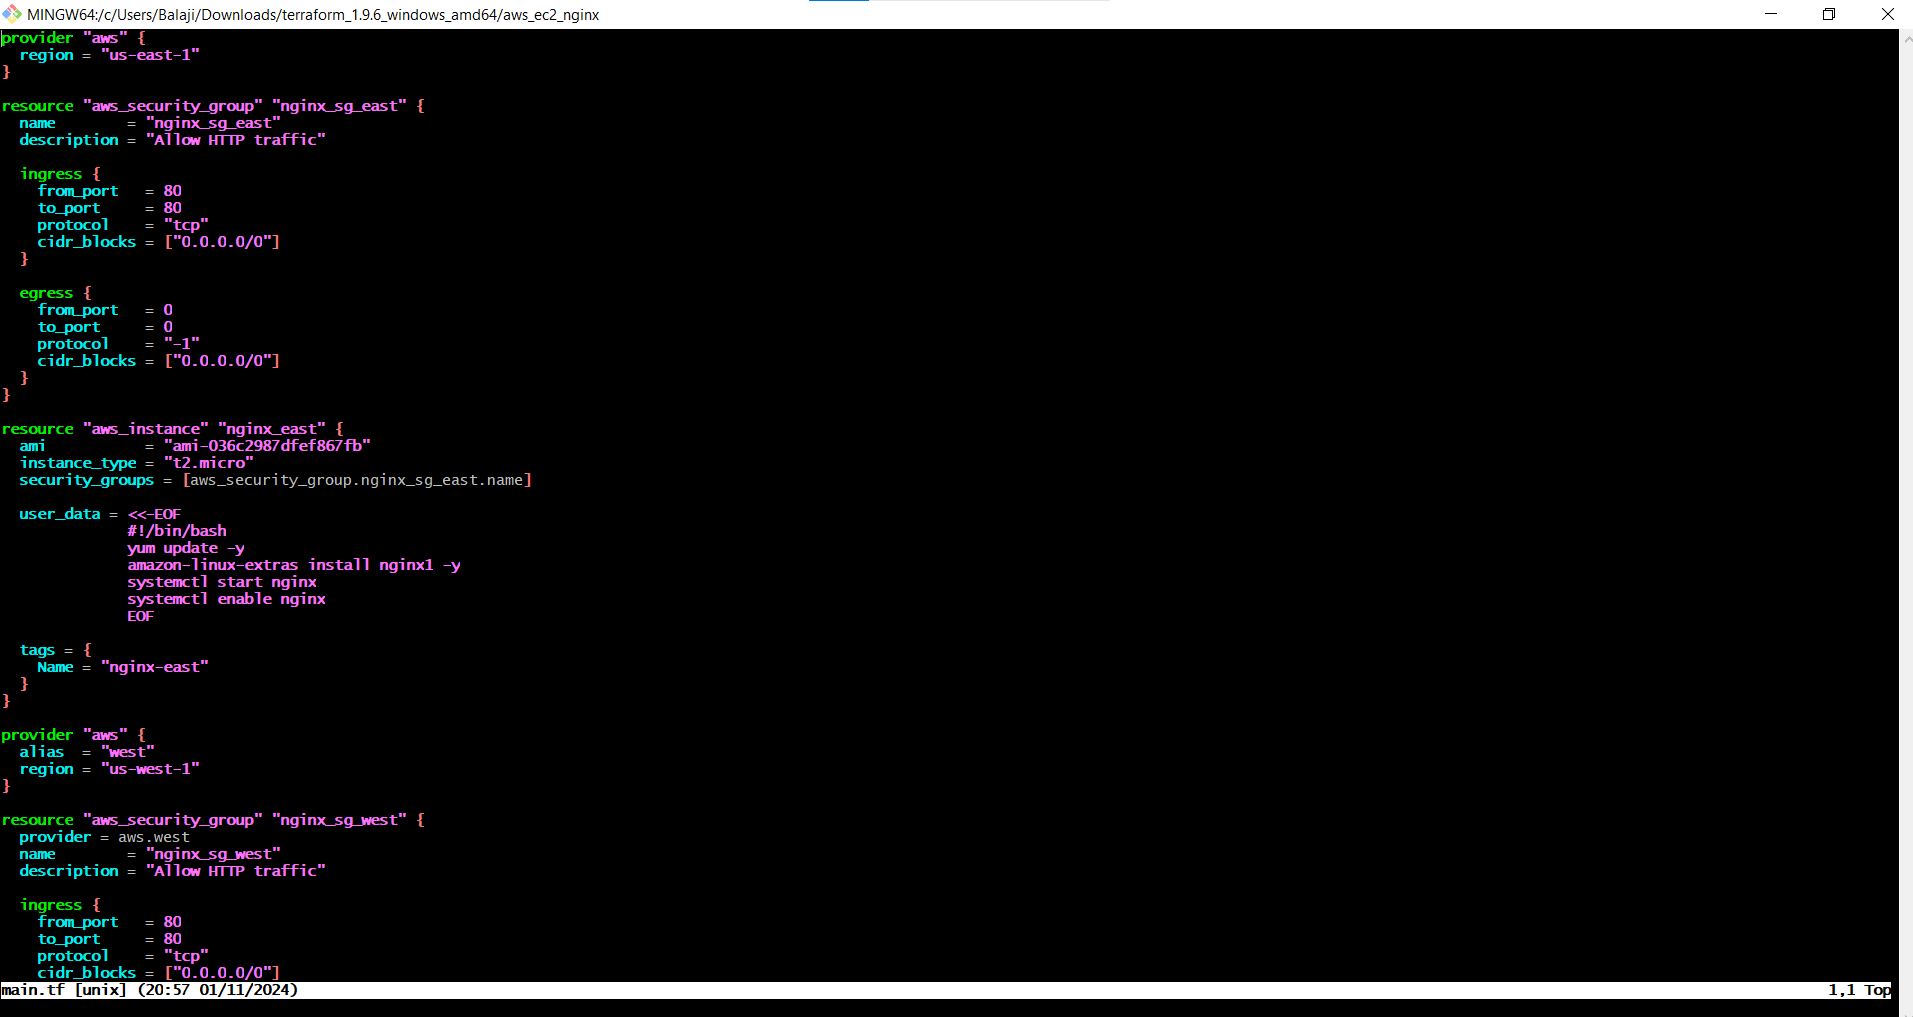 MINGW64:/c/Users/Balaji/Downloads/terraform_1.9.6_windows_amd64/aws_ec2_nginx
provider "aws" {
  region = "us-east-1"
}

resource "aws_security_group" "nginx_sg_east" {
  name        = "nginx_sg_east"
  description = "Allow HTTP traffic"

  ingress {
    from_port   = 80
    to_port     = 80
    protocol    = "tcp"
    cidr_blocks = ["0.0.0.0/0"]
  }

  egress {
    from_port   = 0
    to_port     = 0
    protocol    = "-1"
    cidr_blocks = ["0.0.0.0/0"]
  }
}

resource "aws_instance" "nginx_east" {
  ami           = "ami-036c2987dfef867fb"
  instance_type = "t2.micro"
  security_groups = [aws_security_group.nginx_sg_east.name]

  user_data = <<-EOF
              #!/bin/bash
              yum update -y
              amazon-linux-extras install nginx1 -y
              systemctl start nginx
              systemctl enable nginx
              EOF

  tags = {
    Name = "nginx-east"
  }
}

provider "aws" {
  alias  = "west"
  region = "us-west-1"
}

resource "aws_security_group" "nginx_sg_west" {
  provider = aws.west
  name        = "nginx_sg_west"
  description = "Allow HTTP traffic"

  ingress {
    from_port   = 80
    to_port     = 80
    protocol    = "tcp"
    cidr_blocks = ["0.0.0.0/0"]
main.tf [unix] (20:57 01/11/2024) 1,1 Top